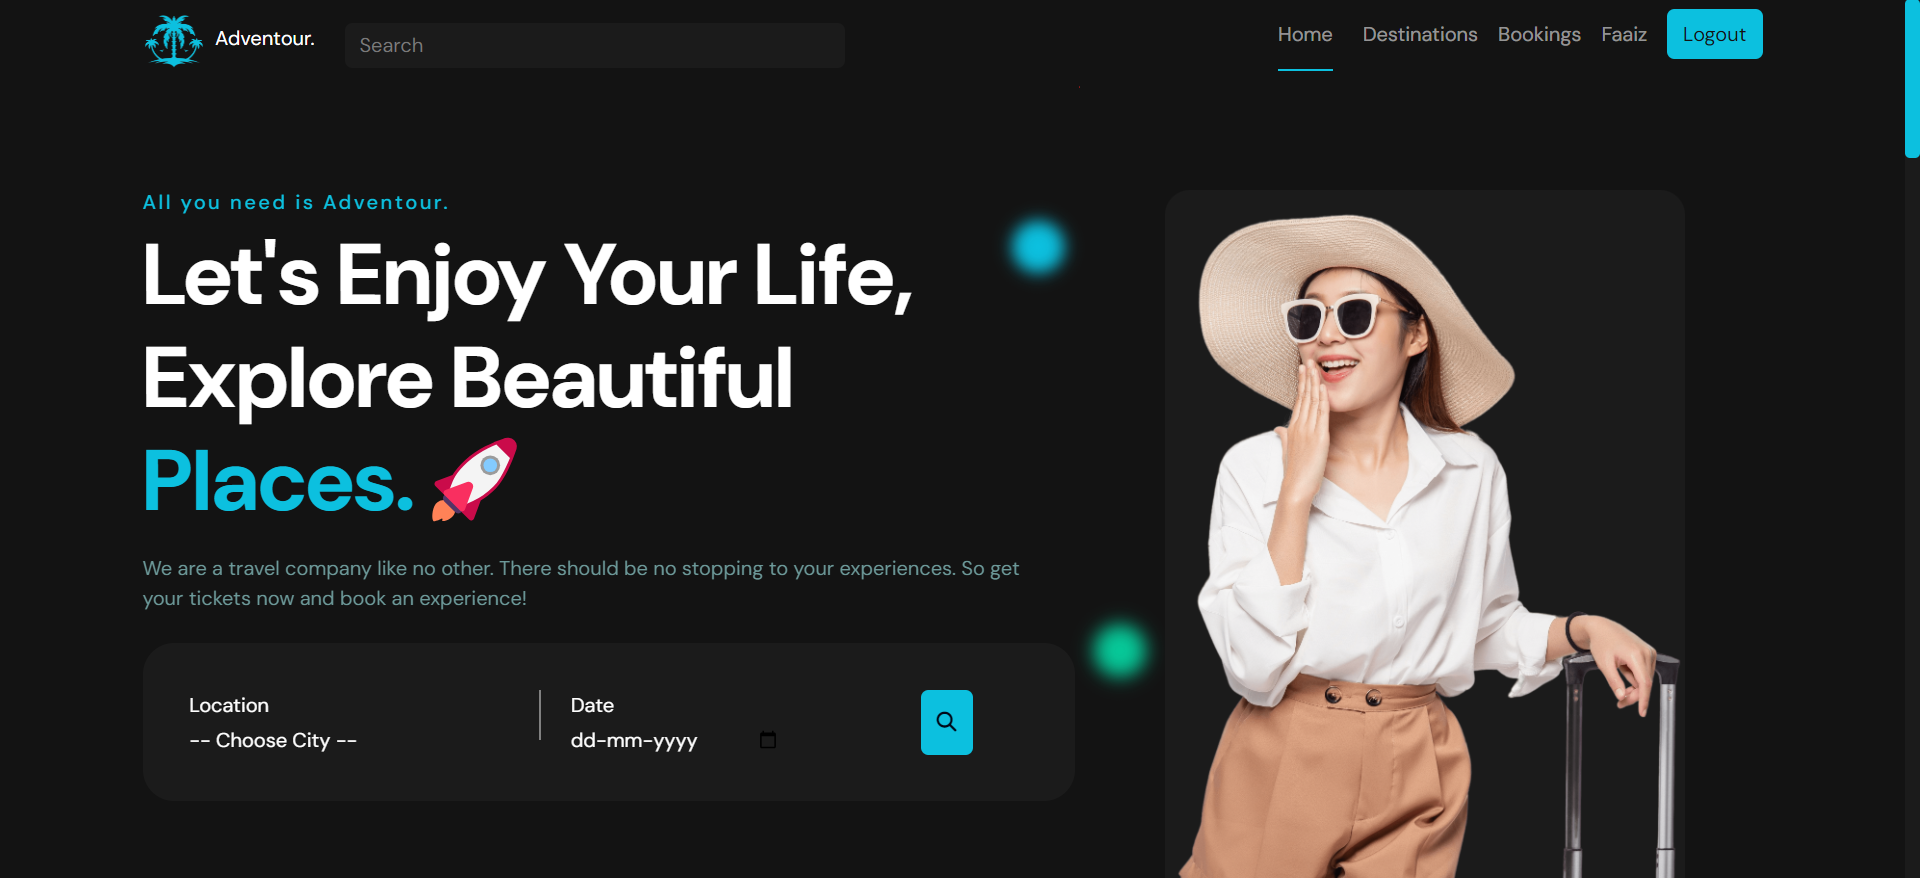 Adventour.
Search
Home
Destinations
Bookings
Faaiz
Logout
All you need is Adventour.
Let's Enjoy Your Life,
Explore Beautiful
Places. 🚀
We are a travel company like no other. There should be no stopping to your experiences. So get
your tickets now and book an experience!
Location
-- Choose City --
Date
dd-mm-yyyy